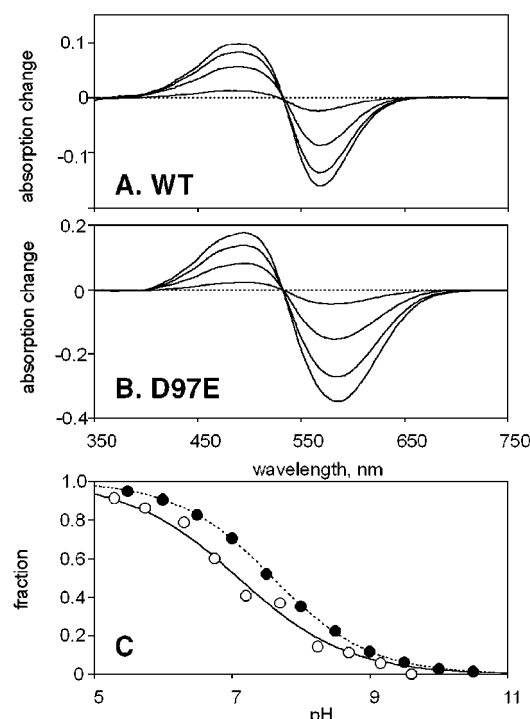 0.1
absorption change
0
-0.1
A. WT
0.2
absorption change
0
-0.2
B. D97E
-0.4
350 450 550 650 750
wavelength, nm
1.0
0.8
0.6
fraction
0.4
0.2
C
0
5 7 9 11
pH